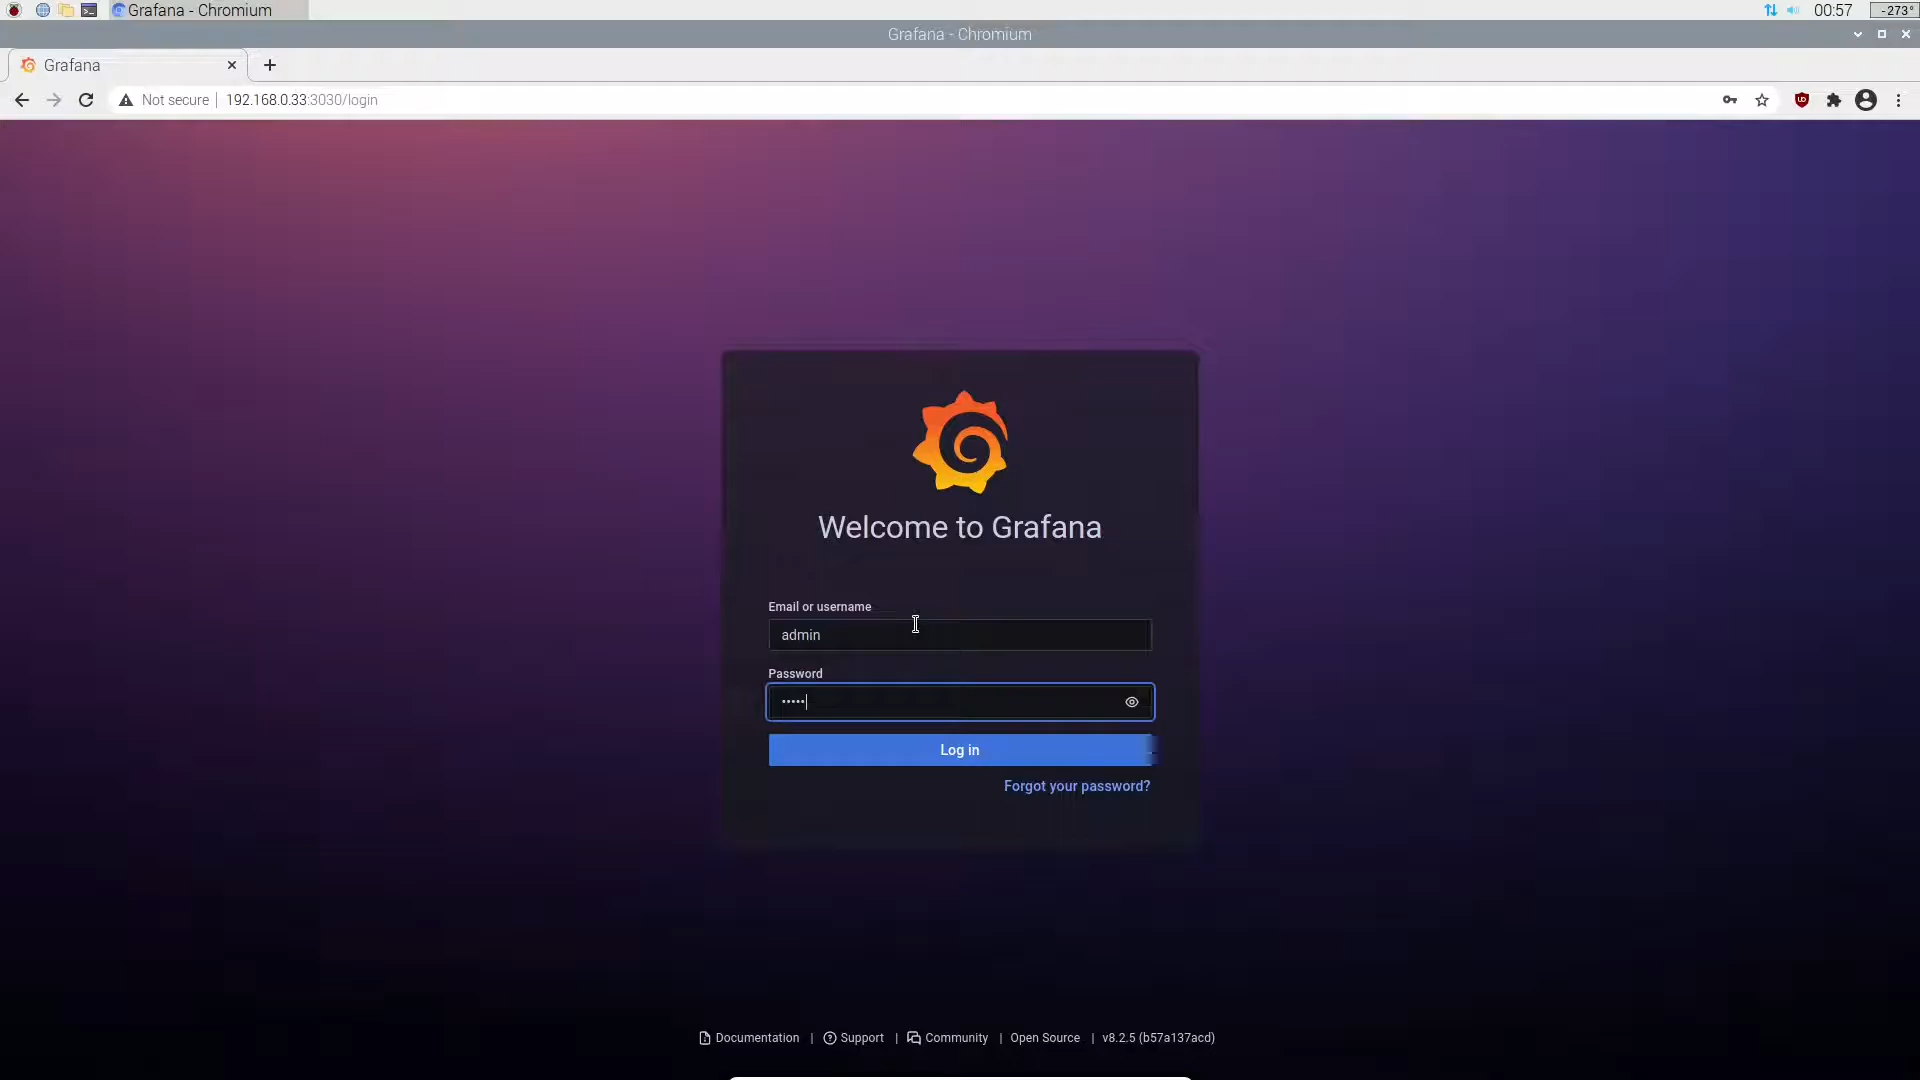 Grafana - Chromium
00:57
-273°
Grafana - Chromium
Grafana
Not secure
192.168.0.33:3030/login
Welcome to Grafana
Email or username
admin
Password
•••••
Log in
Forgot your password?
Documentation | Support | Community | Open Source | v8.2.5 (b57a137acd)